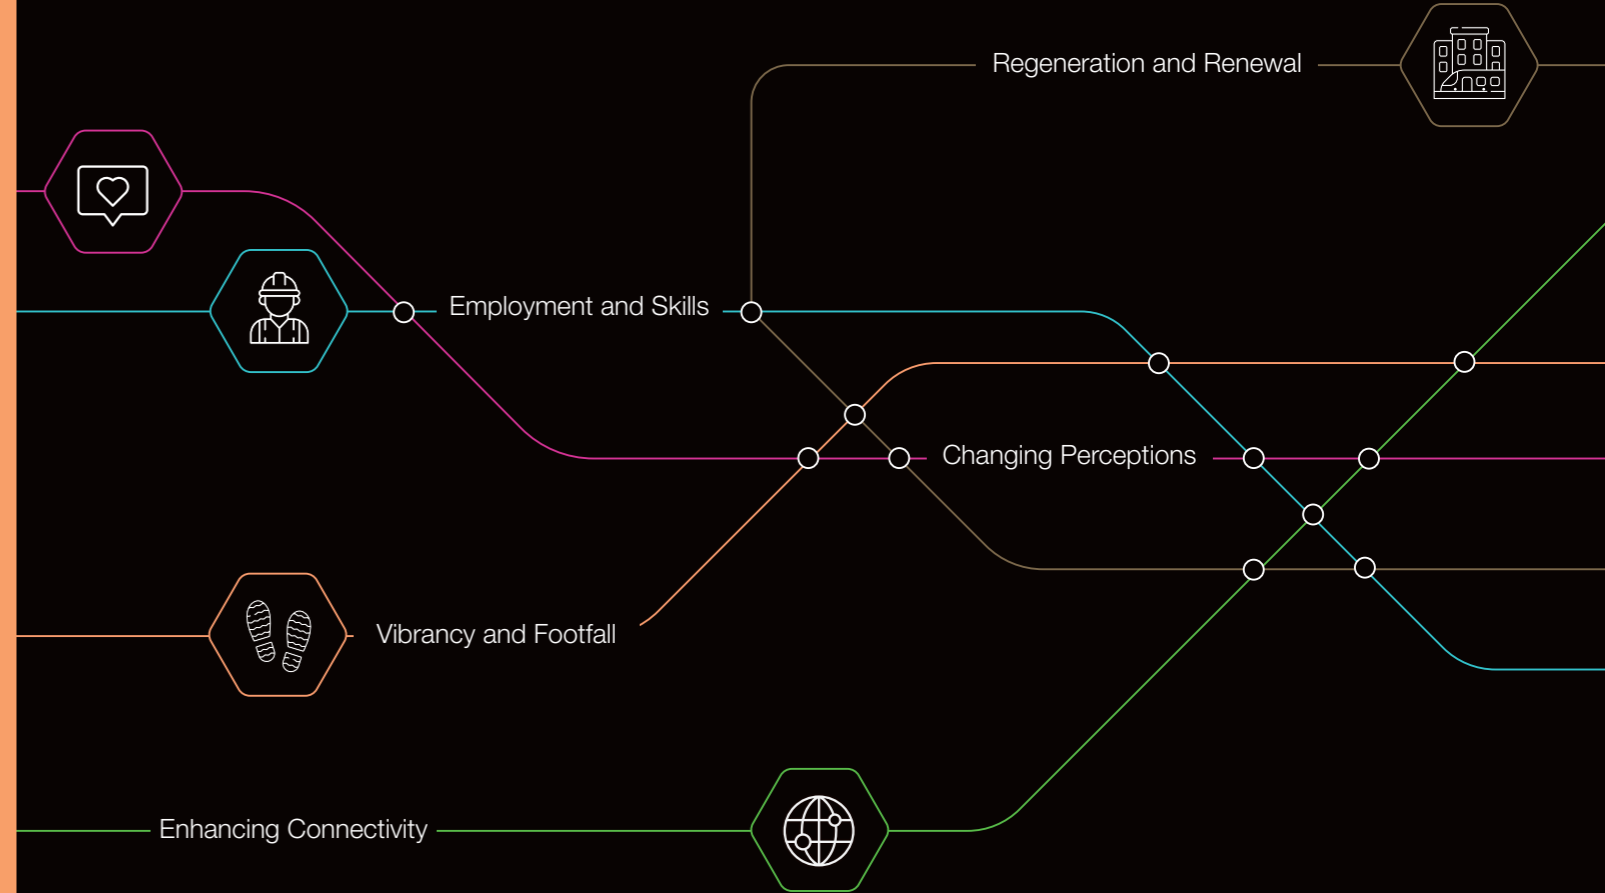 Regeneration and Renewal
Employment and Skills
Changing Perceptions
Vibrancy and Footfall
Enhancing Connectivity